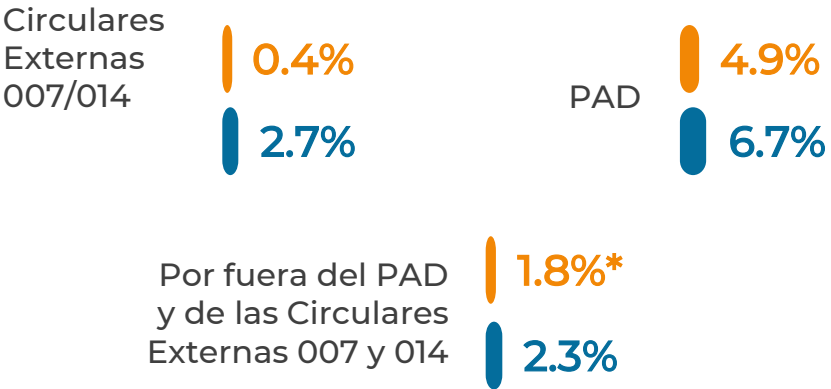 Circulares
Externas
007/014
0.4%
2.7%
PAD
4.9%
6.7%
Por fuera del PAD
y de las Circulares
Externas 007 y 014
1.8%*
2.3%